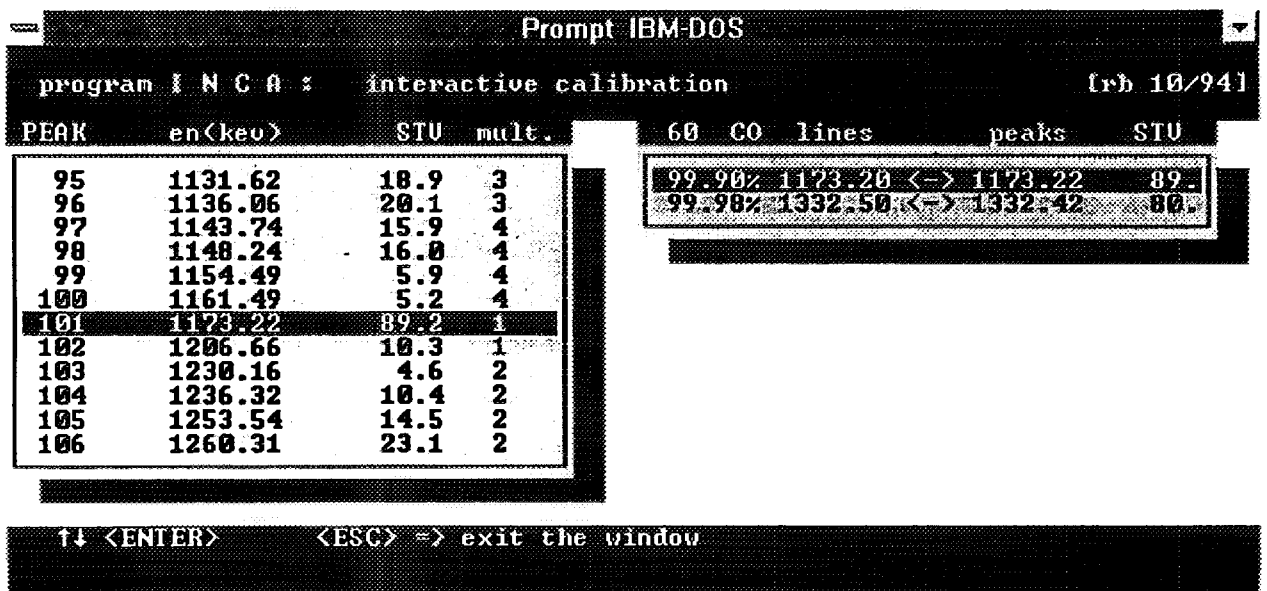 Prompt IBM-DOS
program I N C A : interactive calibration [rb 10/94]
PEAK en(kev) STV mult.
95 1131.62 18.9 3
96 1136.06 20.1 3
97 1143.74 15.9 4
98 1148.24 16.0 4
99 1154.49 5.9 4
100 1161.49 5.2 4
101 1173.22 89.2 1
102 1206.66 10.3 1
103 1230.16 4.6 2
104 1236.32 10.4 2
105 1253.54 14.5 2
106 1260.31 23.1 2
60 CO lines peaks STV
99.90% 1173.20 <-> 1173.22 89.
99.98% 1332.50 <-> 1332.42 80.
↑↓ <ENTER> <ESC> => exit the window